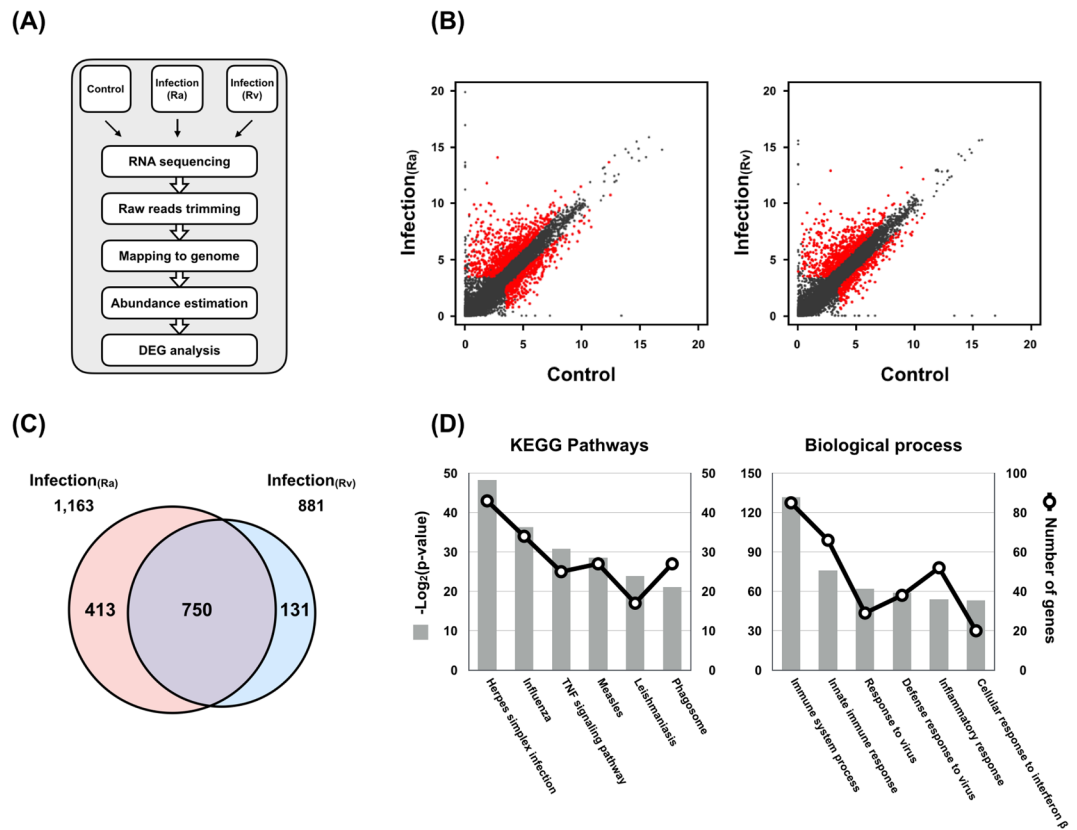 (A)
Control
Infection
(Ra)
Infection
(Rv)
RNA sequencing
Raw reads trimming
Mapping to genome
Abundance estimation
DEG analysis
(B)
Infection(Ra)
20
15
10
5
0
0 5 10 15 20
Control
Infection(Rv)
20
15
10
5
0
0 5 10 15 20
Control
(C)
Infection(Ra)
1,163
Infection(Rv)
881
413
750
131
(D)
KEGG Pathways
-Log2(p-value)
50
40
30
20
10
0
50
40
30
20
10
0
Herpes simplex infection
Influenza
TNF signaling pathway
Measles
Leishmaniasis
Phagosome
Biological process
150
120
90
60
30
0
100
80
60
40
20
0
Number of genes
Immune system process
Innate immune response
Response to virus
Defense response to virus
Inflammatory response
Cellular response to interferon β